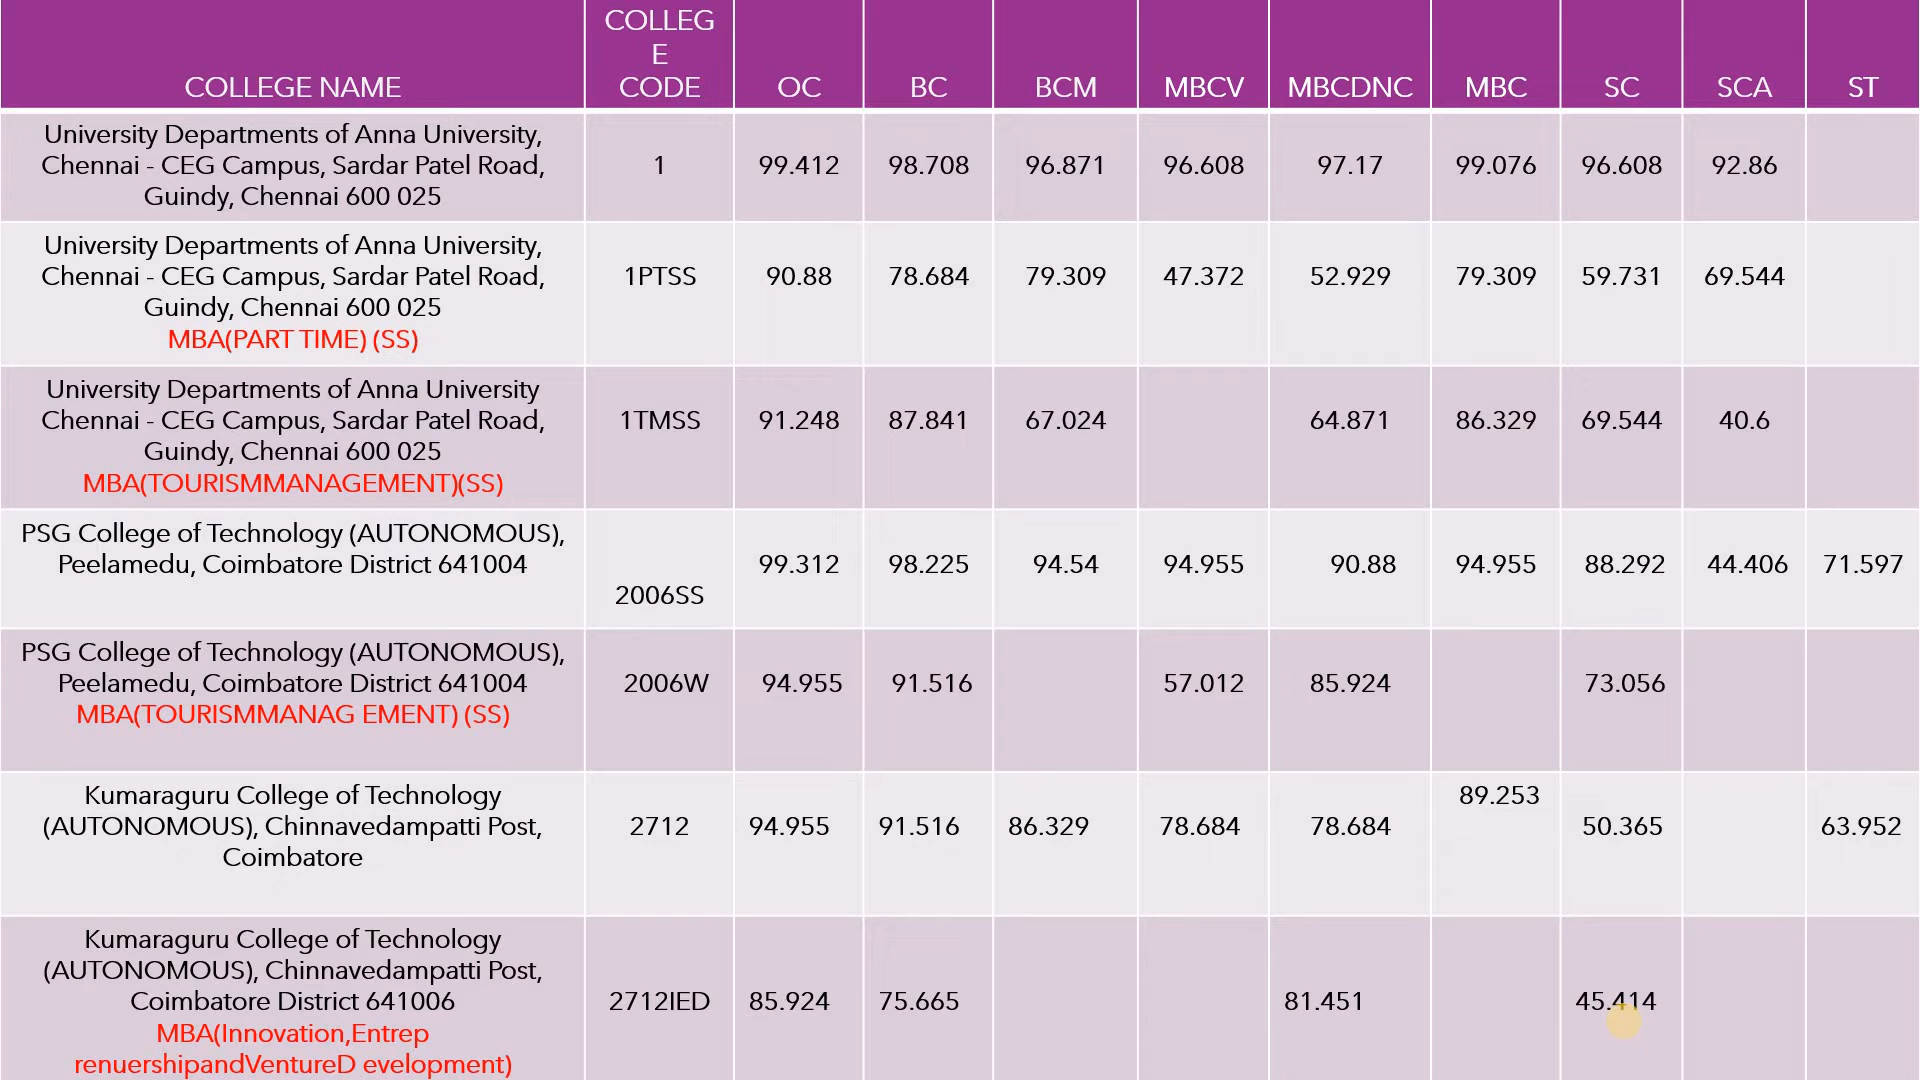 COLLEGE NAME
COLLEG
E
CODE
OC
BC
BCM
MBCV
MBCDNC
MBC
SC
SCA
ST
University Departments of Anna University,
Chennai - CEG Campus, Sardar Patel Road,
Guindy, Chennai 600 025
1
99.412
98.708
96.871
96.608
97.17
99.076
96.608
92.86
University Departments of Anna University,
Chennai - CEG Campus, Sardar Patel Road,
Guindy, Chennai 600 025
MBA(PART TIME) (SS)
1PTSS
90.88
78.684
79.309
47.372
52.929
79.309
59.731
69.544
University Departments of Anna University
Chennai - CEG Campus, Sardar Patel Road,
Guindy, Chennai 600 025
MBA(TOURISMMANAGEMENT)(SS)
1TMSS
91.248
87.841
67.024
64.871
86.329
69.544
40.6
PSG College of Technology (AUTONOMOUS),
Peelamedu, Coimbatore District 641004
2006SS
99.312
98.225
94.54
94.955
90.88
94.955
88.292
44.406
71.597
PSG College of Technology (AUTONOMOUS),
Peelamedu, Coimbatore District 641004
MBA(TOURISMMANAG EMENT) (SS)
2006W
94.955
91.516
57.012
85.924
73.056
Kumaraguru College of Technology
(AUTONOMOUS), Chinnavedampatti Post,
Coimbatore
2712
94.955
91.516
86.329
78.684
78.684
89.253
50.365
63.952
Kumaraguru College of Technology
(AUTONOMOUS), Chinnavedampatti Post,
Coimbatore District 641006
MBA(Innovation,Entrep
renuershipandVentureD evelopment)
2712IED
85.924
75.665
81.451
45.414